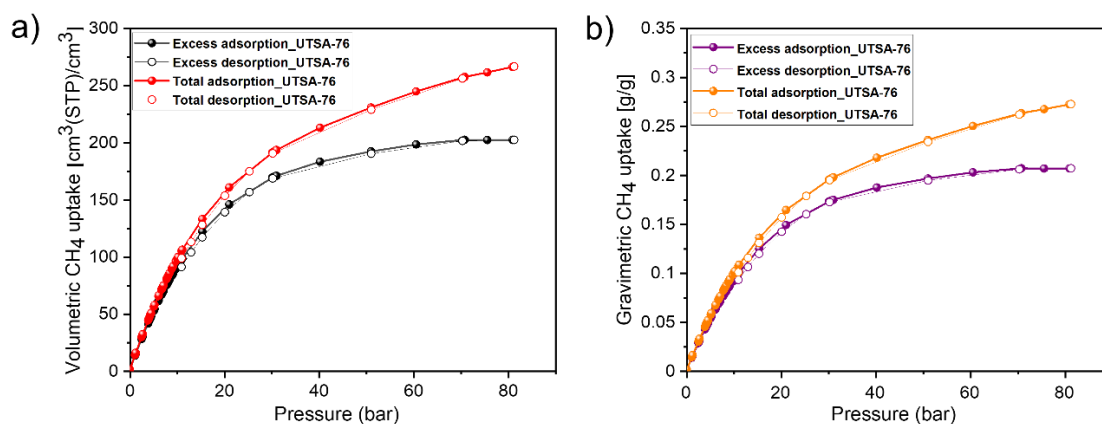 a)
Volumetric CH4 uptake [cm³(STP)/cm³]
300
250
200
150
100
50
0
Excess adsorption_UTSA-76
Excess desorption_UTSA-76
Total adsorption_UTSA-76
Total desorption_UTSA-76
0 20 40 60 80 100
Pressure (bar)
b)
Gravimetric CH4 uptake [g/g]
0.35
0.3
0.25
0.2
0.15
0.1
0.05
0
Excess adsorption_UTSA-76
Excess desorption_UTSA-76
Total adsorption_UTSA-76
Total desorption_UTSA-76
0 20 40 60 80 100
Pressure (bar)